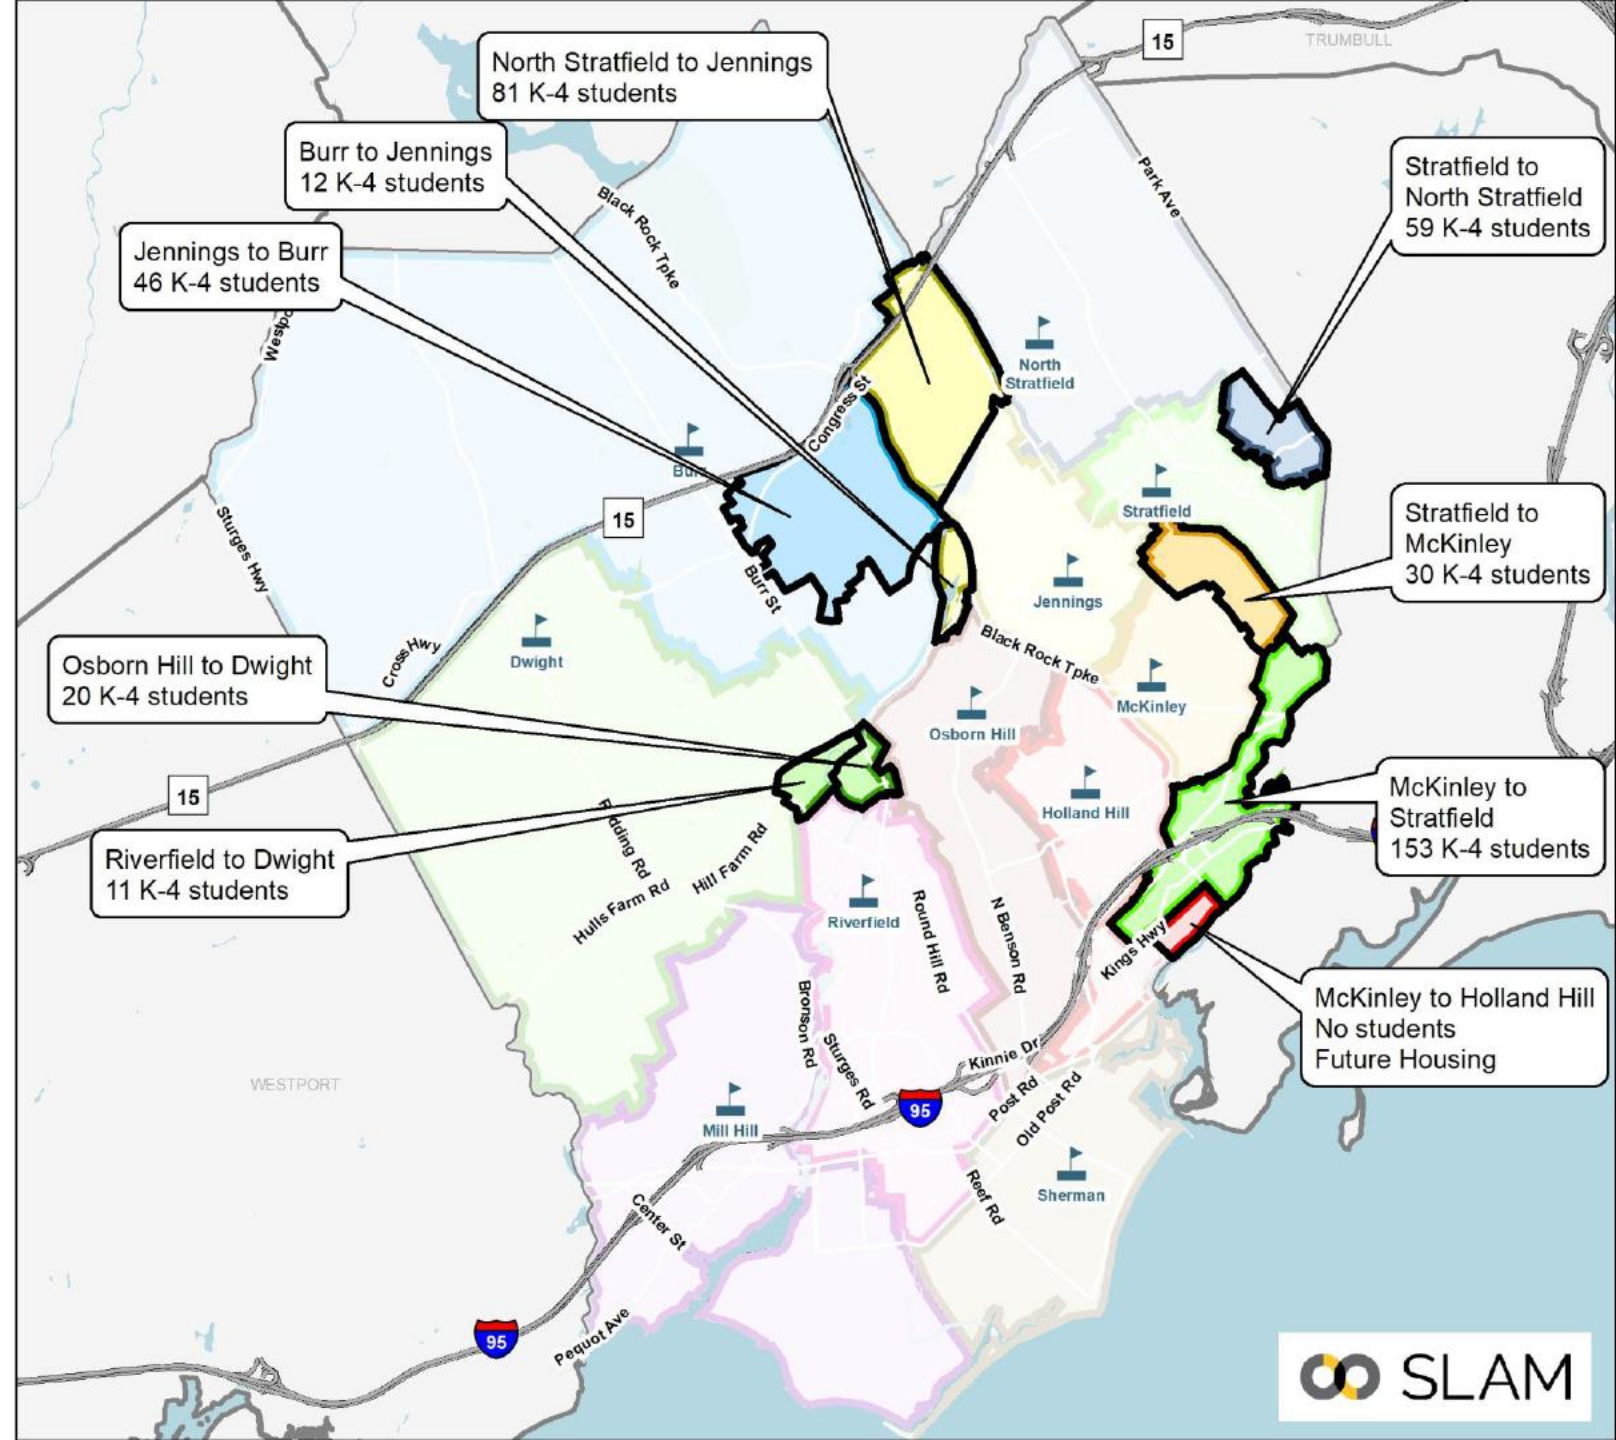 15
TRUMBULL
North Stratfield to Jennings
81 K-4 students
Burr to Jennings
12 K-4 students
Jennings to Burr
46 K-4 students
Stratfield to
North Stratfield
59 K-4 students
Black Rock Tpke
Park Ave
North
Stratfield
Congress St
Burr
15
Sturges Hwy
Stratfield
Stratfield to
McKinley
30 K-4 students
Burr St
Jennings
Cross Hwy
Dwight
Black Rock Tpke
McKinley
Osborn Hill
Osborn Hill to Dwight
20 K-4 students
15
Holland Hill
McKinley to
Stratfield
153 K-4 students
Riverfield to Dwight
11 K-4 students
Redding Rd
Hill Farm Rd
Hulls Farm Rd
Riverfield
Round Hill Rd
N Benson Rd
Kings Hwy
McKinley to Holland Hill
No students
Future Housing
Bronson Rd
Sturges Rd
Kinnie Dr
WESTPORT
Post Rd
Old Post Rd
95
Mill Hill
Sherman
Reef Rd
Center St
95
Pequot Ave
SLAM